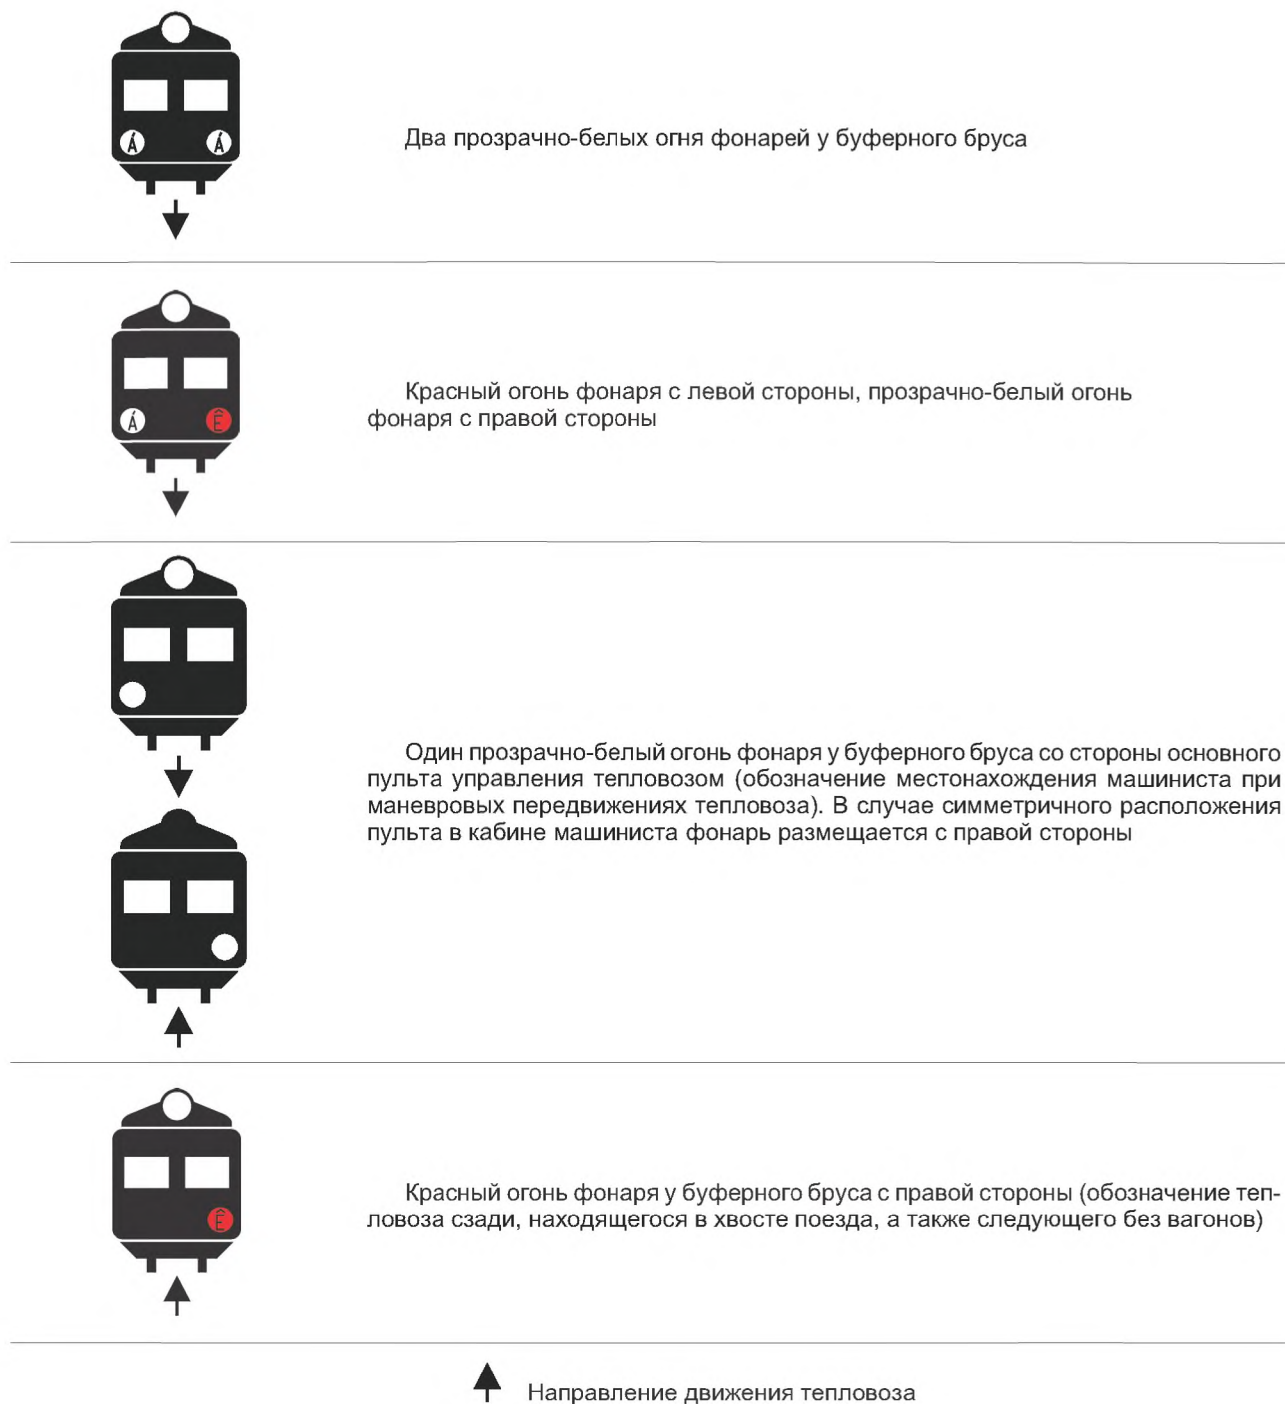 Á Á
Два прозрачно-белых огня фонарей у буферного бруса
Á Ê
Красный огонь фонаря с левой стороны, прозрачно-белый огонь
фонаря с правой стороны
Один прозрачно-белый огонь фонаря у буферного бруса со стороны основного
пульта управления тепловозом (обозначение местонахождения машиниста при
маневровых передвижениях тепловоза). В случае симметричного расположения
пульта в кабине машиниста фонарь размещается с правой стороны
Ê
Красный огонь фонаря у буферного бруса с правой стороны (обозначение теп-
ловоза сзади, находящегося в хвосте поезда, а также следующего без вагонов)
Направление движения тепловоза